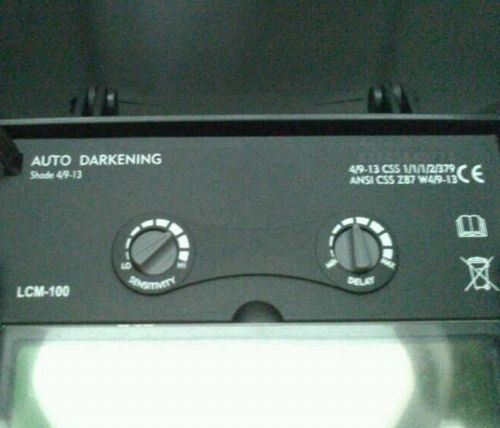 AUTO DARKENING
Shade 4/9-13
4/9-13 CSS 1/1/1/2/379
ANSI CSS Z87 W4/9-13 CE
SENSITIVITY
DELAY
LCM-100